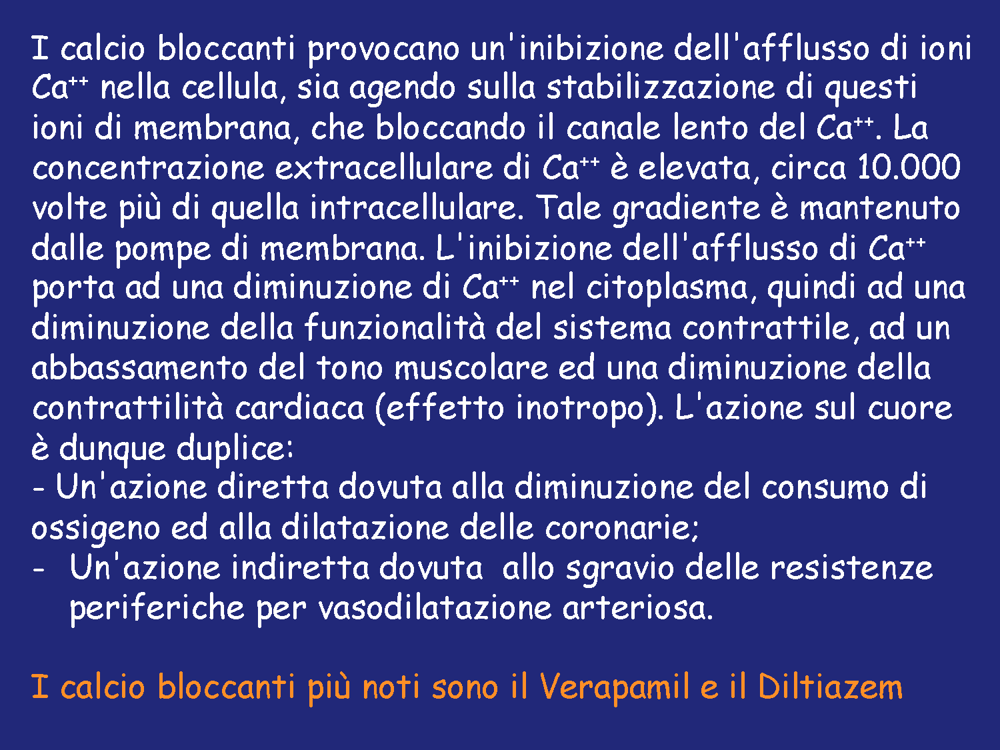 I calcio bloccanti provocano un'inibizione dell'afflusso di ioni
Ca⁺⁺ nella cellula, sia agendo sulla stabilizzazione di questi
ioni di membrana, che bloccando il canale lento del Ca⁺⁺. La
concentrazione extracellulare di Ca⁺⁺ è elevata, circa 10.000
volte più di quella intracellulare. Tale gradiente è mantenuto
dalle pompe di membrana. L'inibizione dell'afflusso di Ca⁺⁺
porta ad una diminuzione di Ca⁺⁺ nel citoplasma, quindi ad una
diminuzione della funzionalità del sistema contrattile, ad un
abbassamento del tono muscolare ed una diminuzione della
contrattilità cardiaca (effetto inotropo). L'azione sul cuore
è dunque duplice:
- Un'azione diretta dovuta alla diminuzione del consumo di
ossigeno ed alla dilatazione delle coronarie;
- Un'azione indiretta dovuta allo sgravio delle resistenze
periferiche per vasodilatazione arteriosa.
I calcio bloccanti più noti sono il Verapamil e il Diltiazem